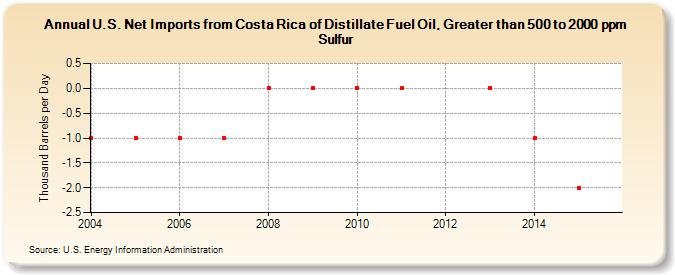 Annual U.S. Net Imports from Costa Rica of Distillate Fuel Oil, Greater than 500 to 2000 ppm
Sulfur
Thousand Barrels per Day
0.5
0.0
-0.5
-1.0
-1.5
-2.0
-2.5
2004 2006 2008 2010 2012 2014
Source: U.S. Energy Information Administration